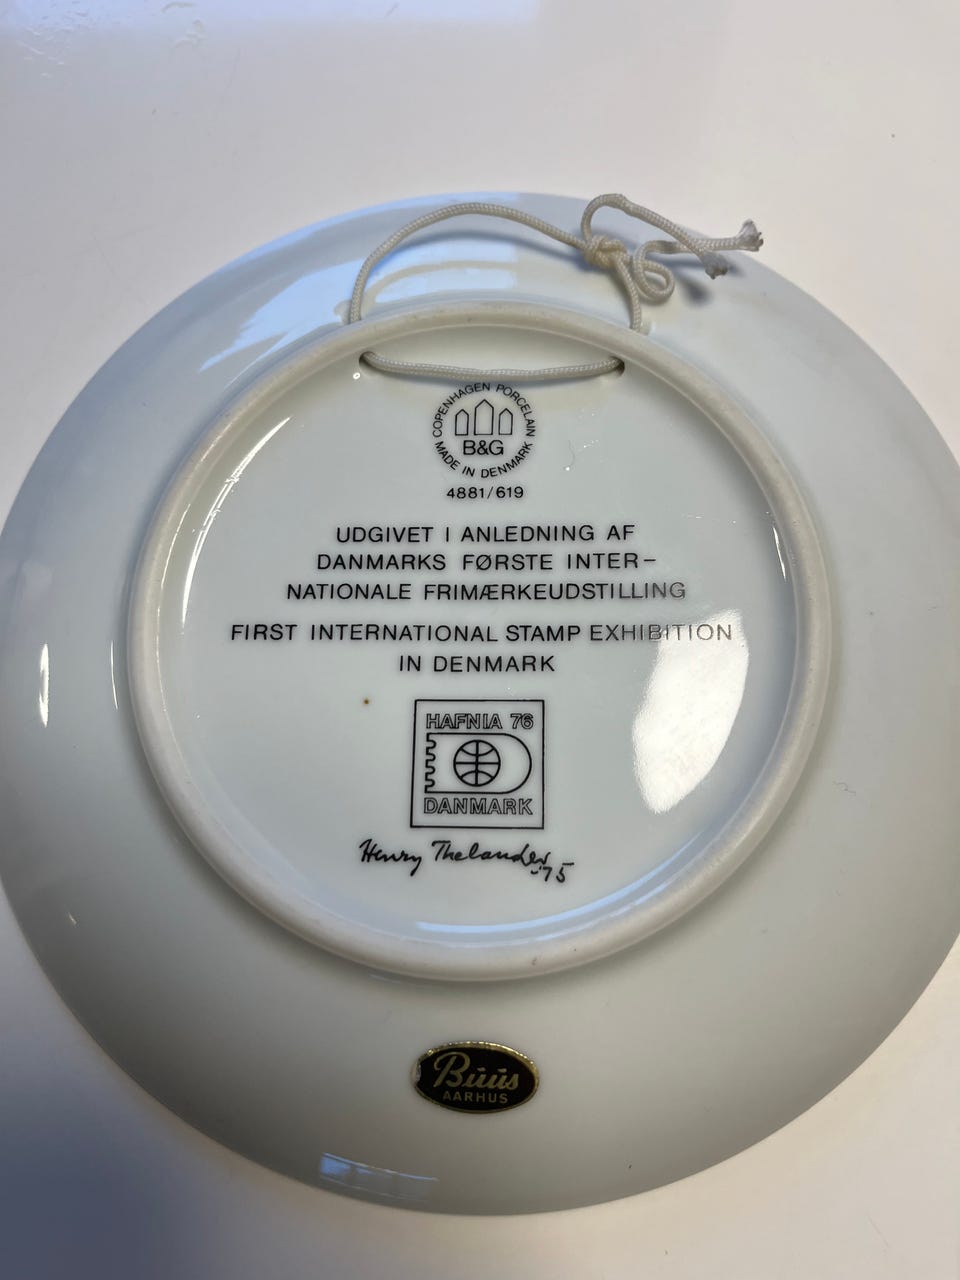 COPENHAGEN PORCELAIN
B&G
MADE IN DENMARK
4881/619
UDGIVET I ANLEDNING AF
DANMARKS FØRSTE INTER-
NATIONALE FRIMÆRKEUDSTILLING
FIRST INTERNATIONAL STAMP EXHIBITION
IN DENMARK
HAFNIA 76
DANMARK
Henry Thelander
-75
Büüs
AARHUS